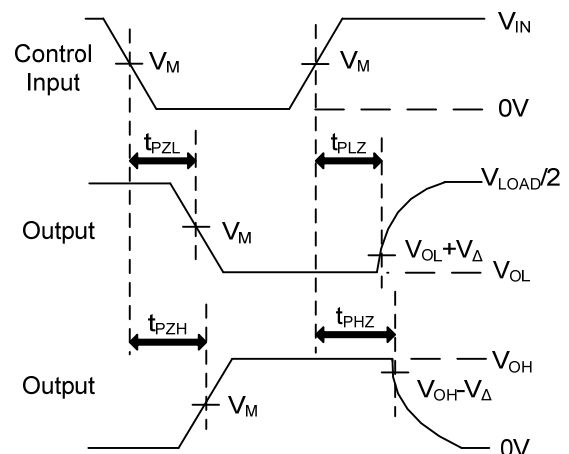 V_IN
Control
Input
V_M
V_M
0V
t_PZL
t_PLZ
V_LOAD/2
Output
V_M
V_OL+V_Δ
V_OL
t_PZH
t_PHZ
V_OH
Output
V_OH-V_Δ
V_M
0V